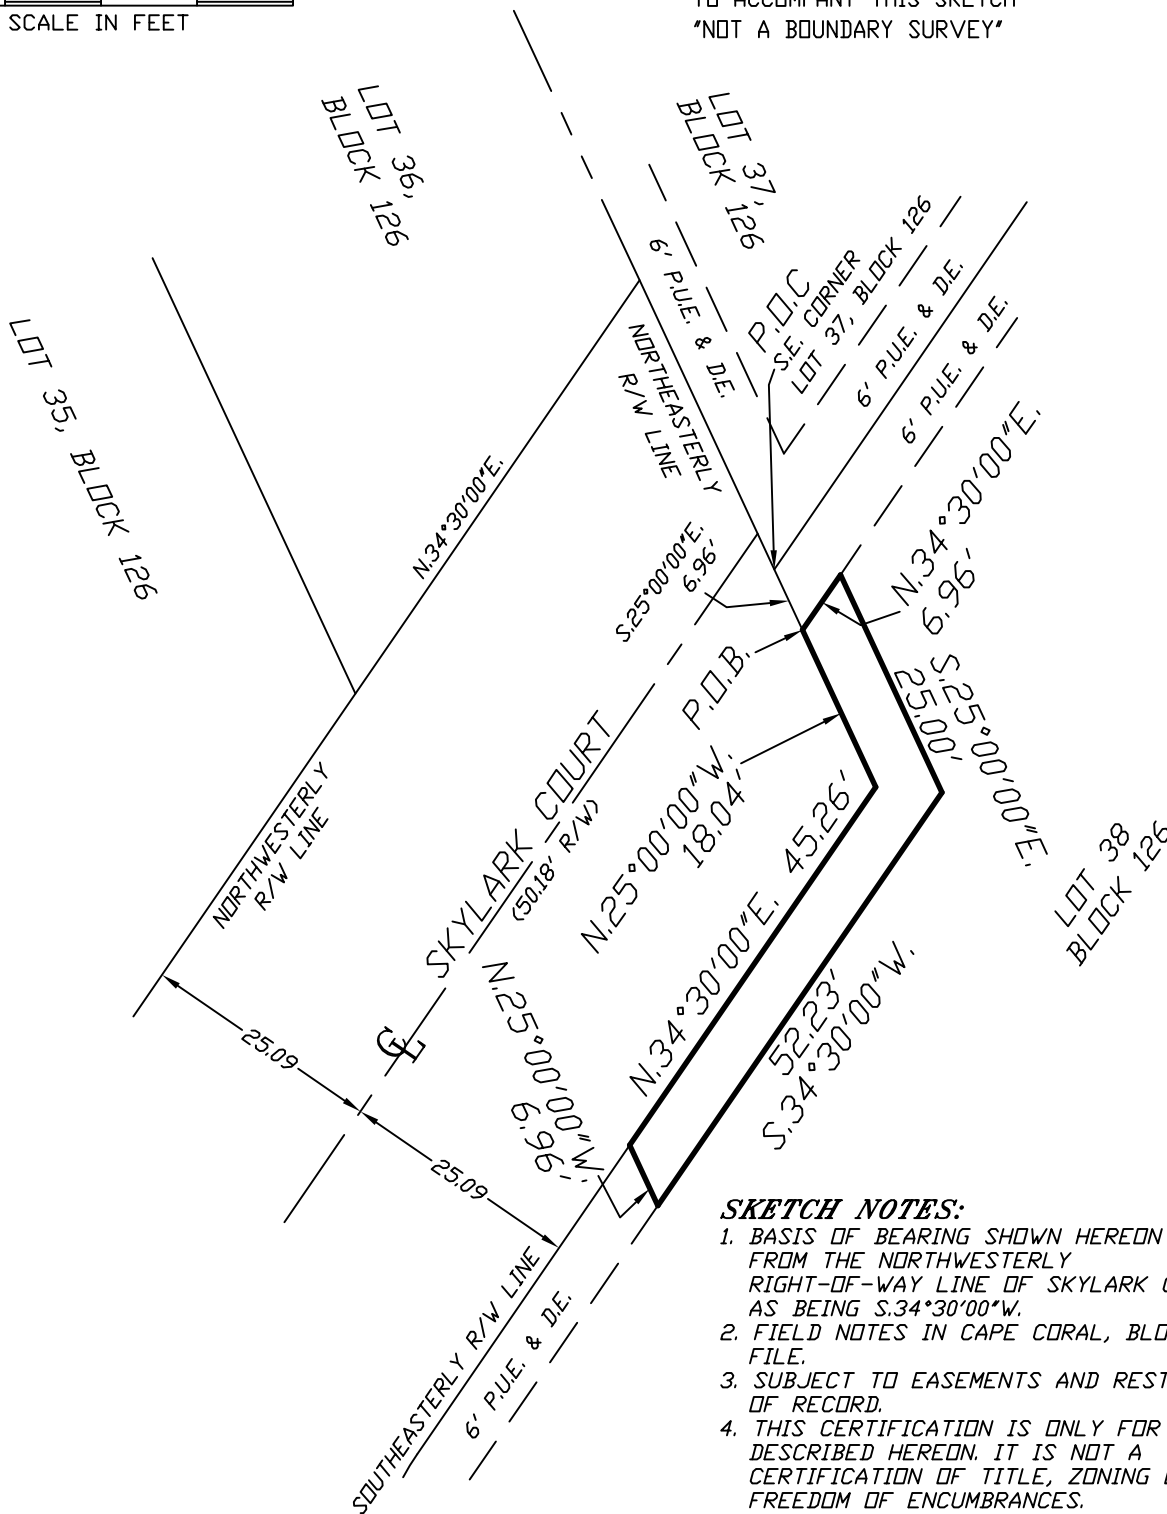 SCALE IN FEET
TO ACCOMPANY THIS SKETCH
"NOT A BOUNDARY SURVEY"
LOT 36,
BLOCK 126
LOT 37,
BLOCK 126
LOT 35, BLOCK 126
6' P.U.E. & D.E.
P.O.C
S.E. CORNER
LOT 37, BLOCK 126
6' P.U.E. & D.E.
6' P.U.E. & D.E.
NORTHEASTERLY
R/W LINE
N.34°30'00"E.
S.25°00'00"E.
6.96'
N.34°30'00"E.
6.96'
P.O.B.
S.25°00'00"E.
25.00'
N.25°00'00"W.
18.04'
SKYLARK COURT
(50.18' R/W)
NORTHWESTERLY
R/W LINE
LOT 38
BLOCK 126
N.34°30'00"E. 45.26'
52.23'
S.34°30'00"W.
N.25°00'00"W.
6.96'
25.09
CL
25.09
SOUTHEASTERLY R/W LINE
6' P.U.E. & D.E.
SKETCH NOTES:
1. BASIS OF BEARING SHOWN HEREON
FROM THE NORTHWESTERLY
RIGHT-OF-WAY LINE OF SKYLARK
AS BEING S.34°30'00"W.
2. FIELD NOTES IN CAPE CORAL,
FILE.
3. SUBJECT TO EASEMENTS AND
OF RECORD.
4. THIS CERTIFICATION IS ONLY FOR
DESCRIBED HEREON. IT IS NOT A
CERTIFICATION OF TITLE, ZONING
FREEDOM OF ENCUMBRANCES.